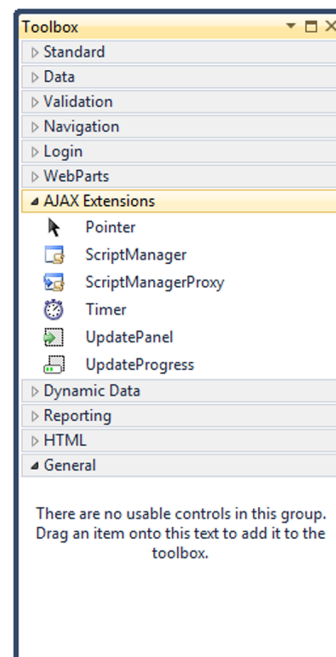 Toolbox
Standard
Data
Validation
Navigation
Login
WebParts
AJAX Extensions
Pointer
ScriptManager
ScriptManagerProxy
Timer
UpdatePanel
UpdateProgress
Dynamic Data
Reporting
HTML
General
There are no usable controls in this group.
Drag an item onto this text to add it to the
toolbox.